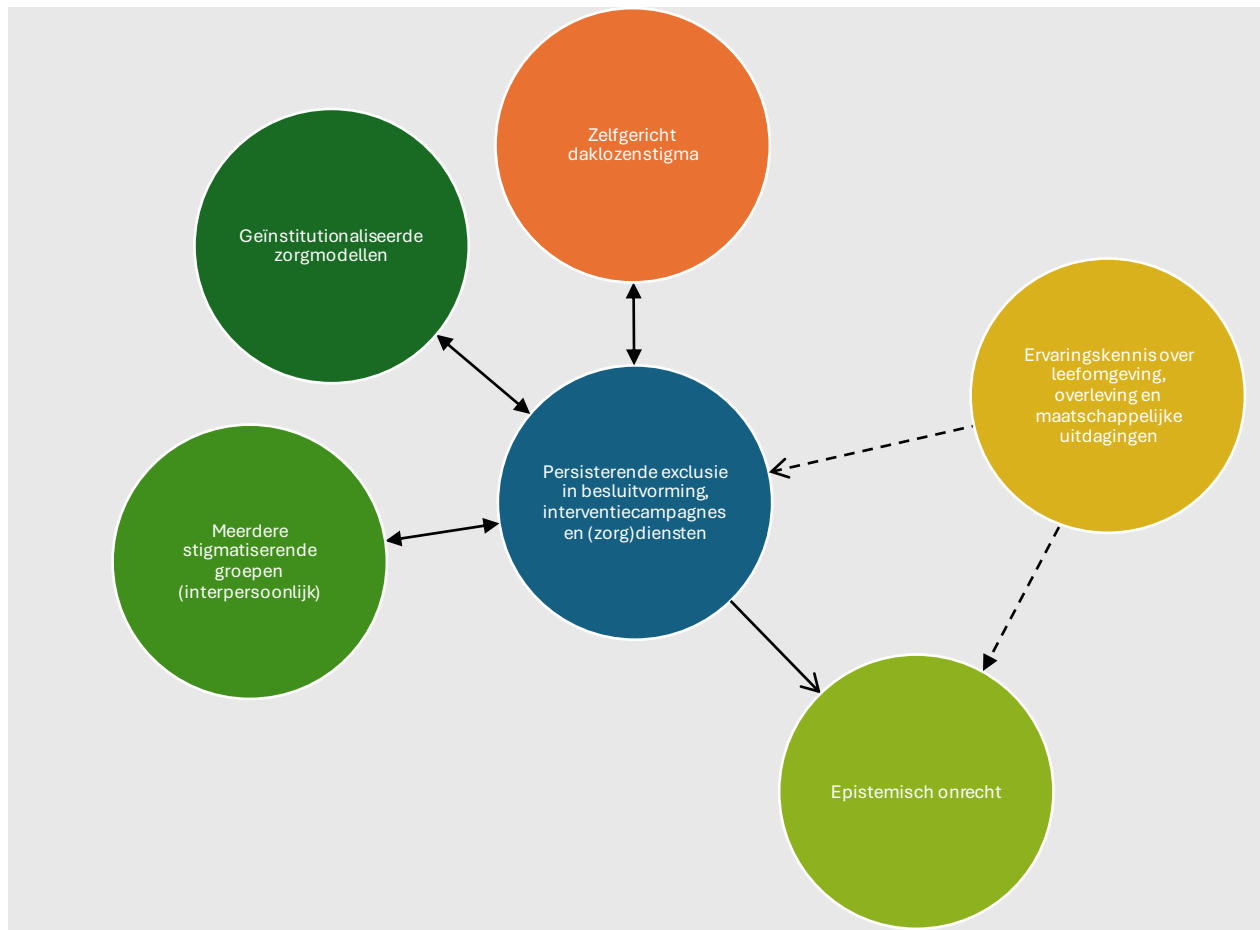 Zelfgericht
daklozenstigma
Geïnstitutionaliseerde
zorgmodellen
Ervaringskennis over
leefomgeving,
overleving en
maatschappelijke
uitdagingen
Persisterende exclusie
in besluitvorming,
interventiecampagnes
en (zorg)diensten
Meerdere
stigmatiserende
groepen
(interpersoonlijk)
Epistemisch onrecht